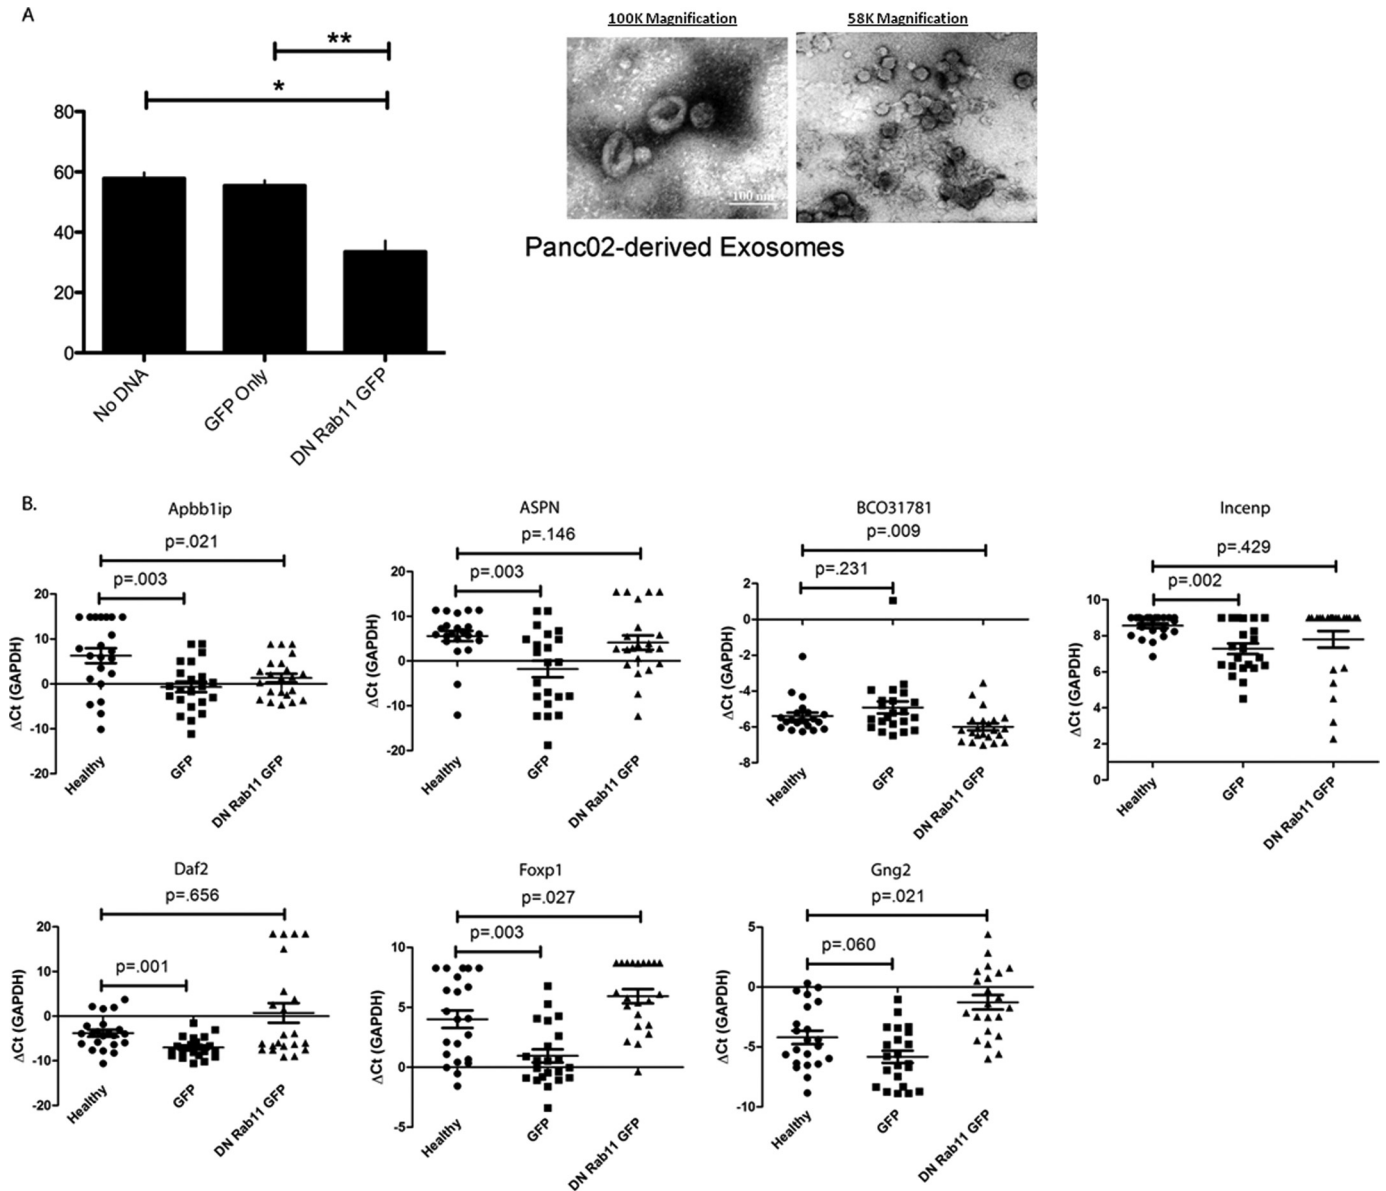 A
**
*
80
60
40
20
0
No DNA
GFP Only
DN Rab11 GFP
100K Magnification
58K Magnification
100 nm
Panc02-derived Exosomes
B.
Apbb1ip
p=.021
p=.003
20
10
0
-10
-20
ΔCt (GAPDH)
Healthy
GFP
DN Rab11 GFP
ASPN
p=.146
p=.003
20
10
0
-10
-20
ΔCt (GAPDH)
Healthy
GFP
DN Rab11 GFP
BCO31781
p=.009
p=.231
2
0
-2
-4
-6
-8
ΔCt (GAPDH)
Healthy
GFP
DN Rab11 GFP
Incenp
p=.429
p=.002
10
8
6
4
2
0
ΔCt (GAPDH)
Healthy
GFP
DN Rab11 GFP
Daf2
p=.656
p=.001
20
10
0
-10
-20
ΔCt (GAPDH)
Healthy
GFP
DN Rab11 GFP
Foxp1
p=.027
p=.003
10
5
0
-5
ΔCt (GAPDH)
Healthy
GFP
DN Rab11 GFP
Gng2
p=.021
p=.060
5
0
-5
-10
ΔCt (GAPDH)
Healthy
GFP
DN Rab11 GFP